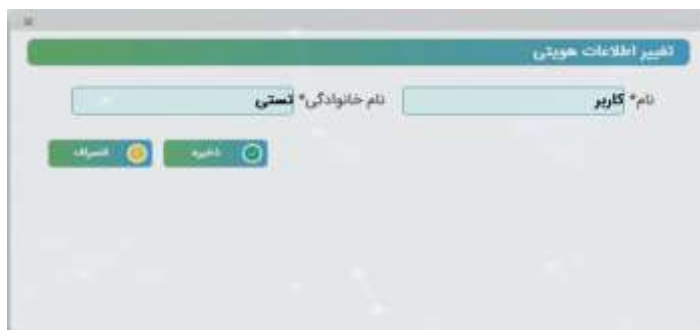 تغییر اطلاعات هویتی
نام* کاربر نام خانوادگی* تستی
ذخیره انصراف